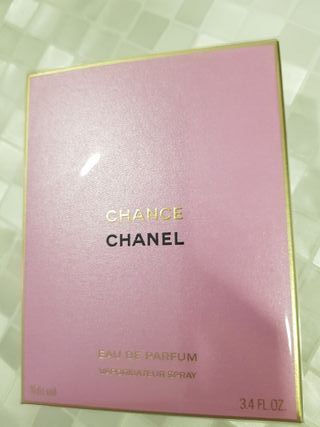 CHANCE
CHANEL
EAU DE PARFUM
VAPORISATEUR SPRAY
3.4 FL.OZ.